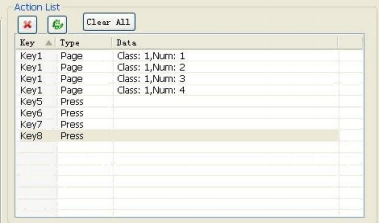 Action List
Clear All
Key Type Data
Key1 Page Class: 1,Num: 1
Key1 Page Class: 1,Num: 2
Key1 Page Class: 1,Num: 3
Key1 Page Class: 1,Num: 4
Key5 Press
Key6 Press
Key7 Press
Key8 Press